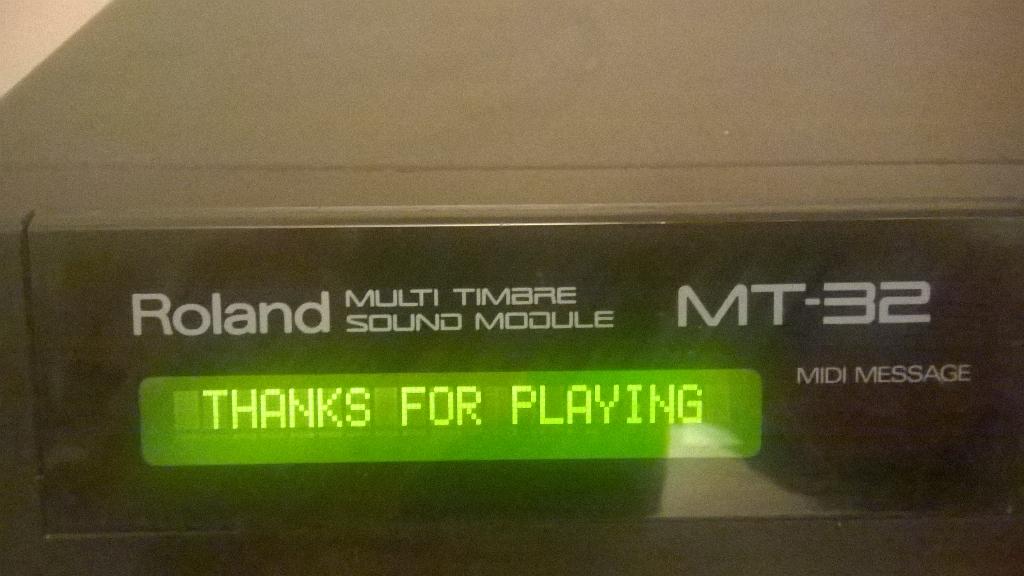 Roland MULTI TIMBRE MT-32
SOUND MODULE
MIDI MESSAGE
THANKS FOR PLAYING